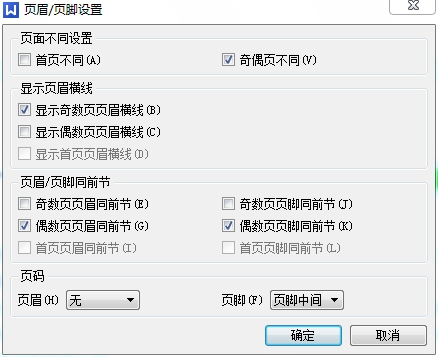 页眉/页脚设置
页面不同设置
首页不同(A) 奇偶页不同(V)
显示页眉横线
显示奇数页页眉横线(B)
显示偶数页页眉横线(C)
显示首页页眉横线(D)
页眉/页脚同前节
奇数页页眉同前节(E) 奇数页页脚同前节(J)
偶数页页眉同前节(G) 偶数页页脚同前节(K)
首页页眉同前节(I) 首页页脚同前节(L)
页码
页眉(H) 无 页脚(F) 页脚中间
确定 取消